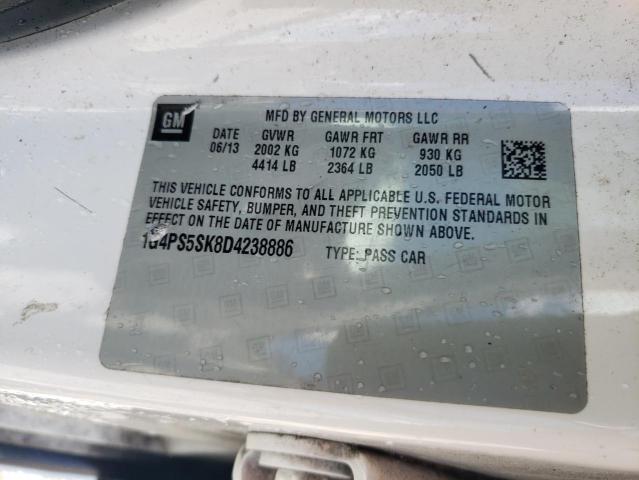 GM
MFD BY GENERAL MOTORS LLC
DATE GVWR GAWR FRT GAWR RR
06/13 2002 KG 1072 KG 930 KG
4414 LB 2364 LB 2050 LB
THIS VEHICLE CONFORMS TO ALL APPLICABLE U.S. FEDERAL MOTOR
VEHICLE SAFETY, BUMPER, AND THEFT PREVENTION STANDARDS IN
EFFECT ON THE DATE OF MANUFACTURE SHOWN ABOVE.
1G4PS5SK8D4238886 TYPE: PASS CAR